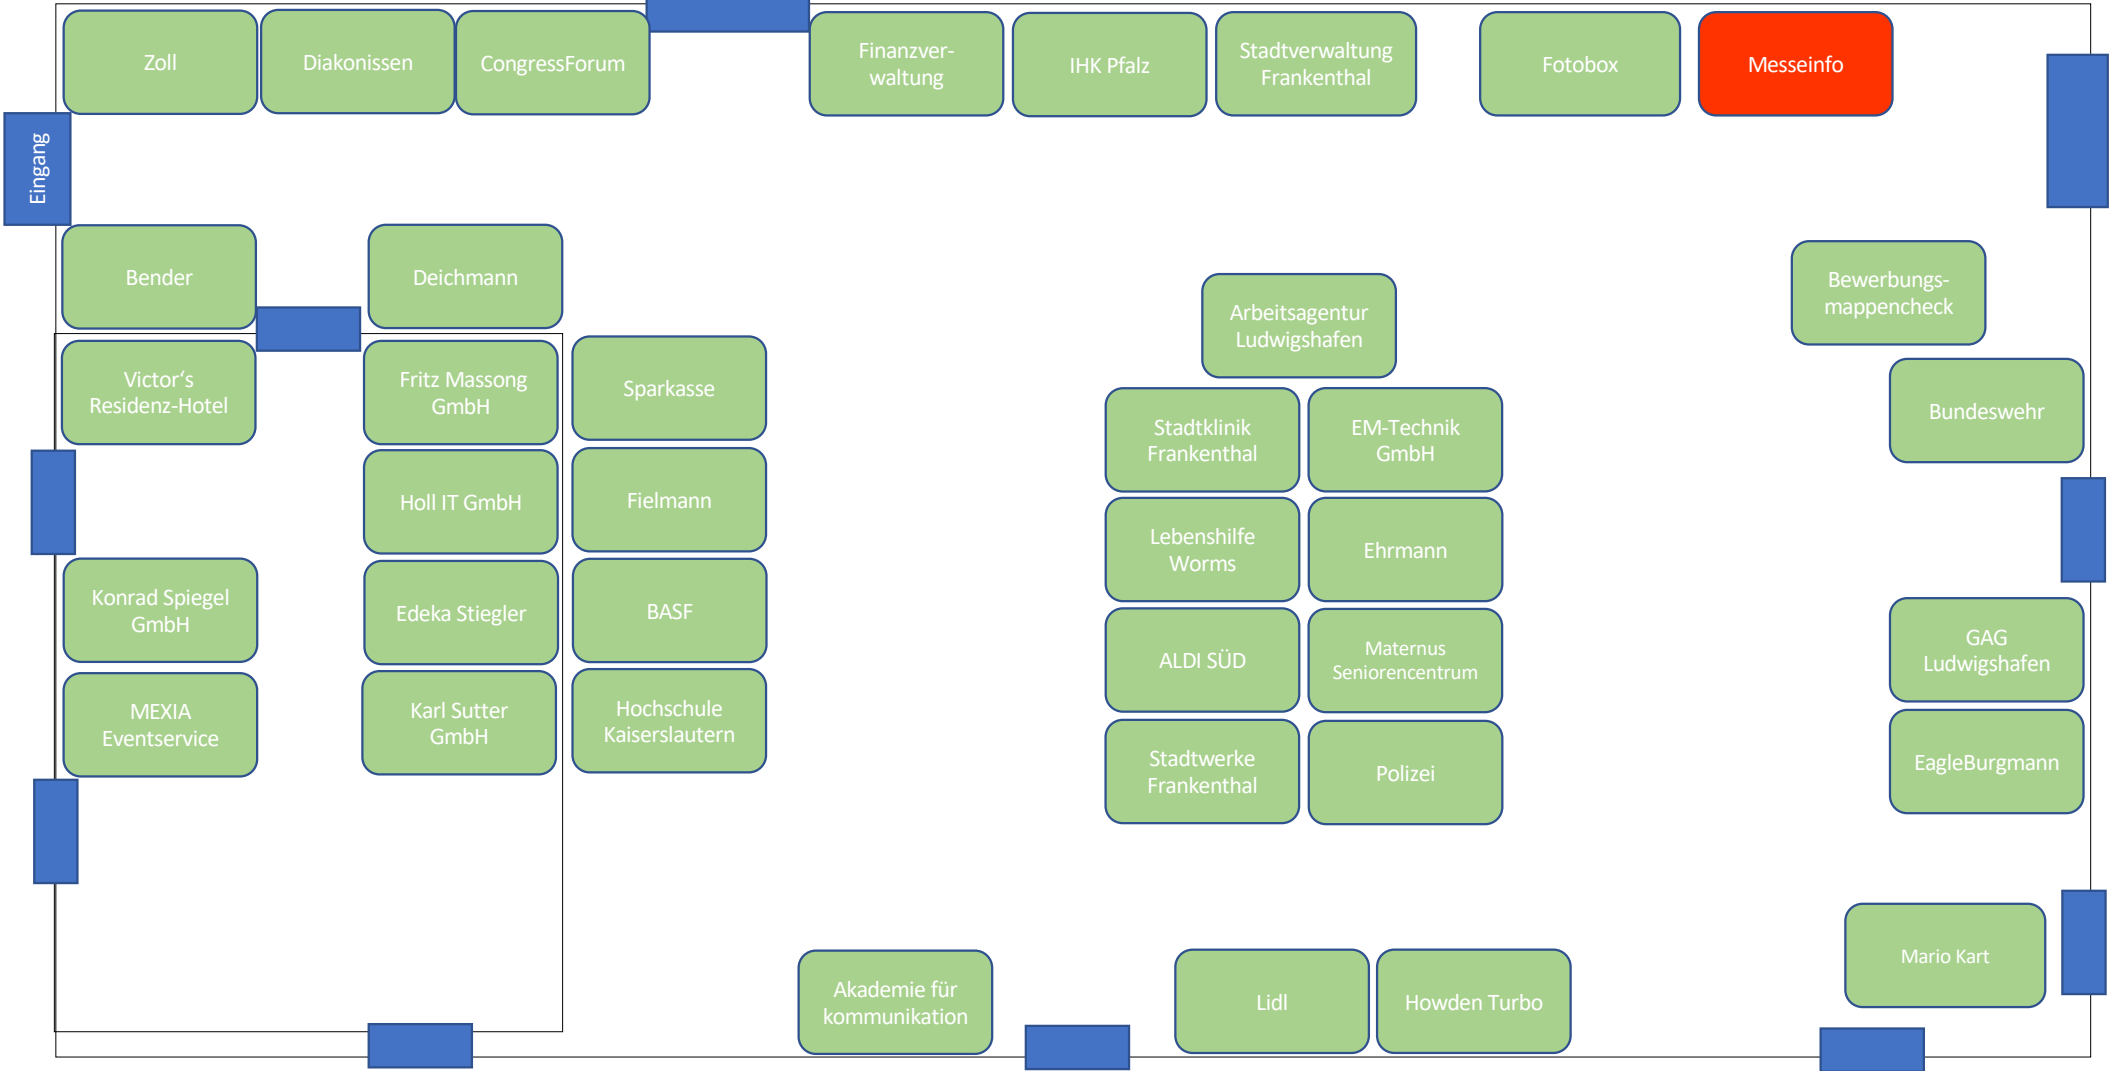 Zoll
Diakonissen
CongressForum
Finanzver-
waltung
IHK Pfalz
Stadtverwaltung
Frankenthal
Fotobox
Messeinfo
Eingang
Bender
Deichmann
Arbeitsagentur
Ludwigshafen
Bewerbungs-
mappencheck
Victor‘s
Residenz-Hotel
Fritz Massong
GmbH
Sparkasse
Stadtklinik
Frankenthal
EM-Technik
GmbH
Bundeswehr
Holl IT GmbH
Fielmann
Lebenshilfe
Worms
Ehrmann
Konrad Spiegel
GmbH
Edeka Stiegler
BASF
ALDI SÜD
Maternus
Seniorencentrum
GAG
Ludwigshafen
MEXIA
Eventservice
Karl Sutter
GmbH
Hochschule
Kaiserslautern
Stadtwerke
Frankenthal
Polizei
EagleBurgmann
Mario Kart
Akademie für
kommunikation
Lidl
Howden Turbo